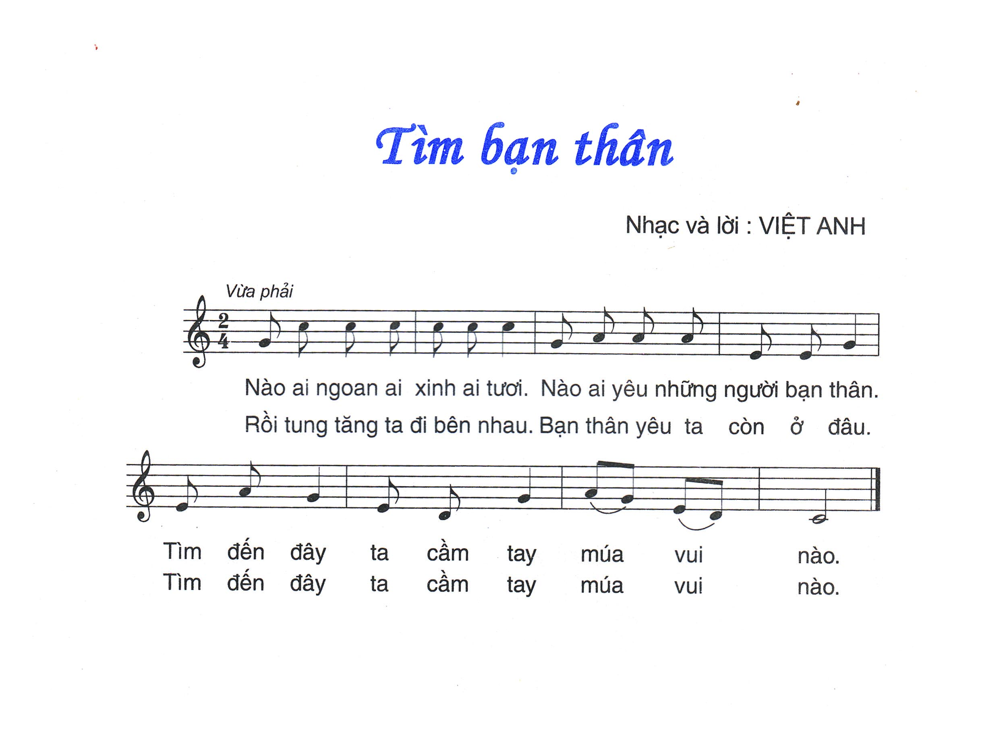 Tìm bạn thân
Nhạc và lời : VIỆT ANH
Vừa phải
2
4
Nào ai ngoan ai xinh ai tươi. Nào ai yêu những người bạn thân.
Rồi tung tăng ta đi bên nhau. Bạn thân yêu ta còn ở đâu.
Tìm đến đây ta cầm tay múa vui nào.
Tìm đến đây ta cầm tay múa vui nào.